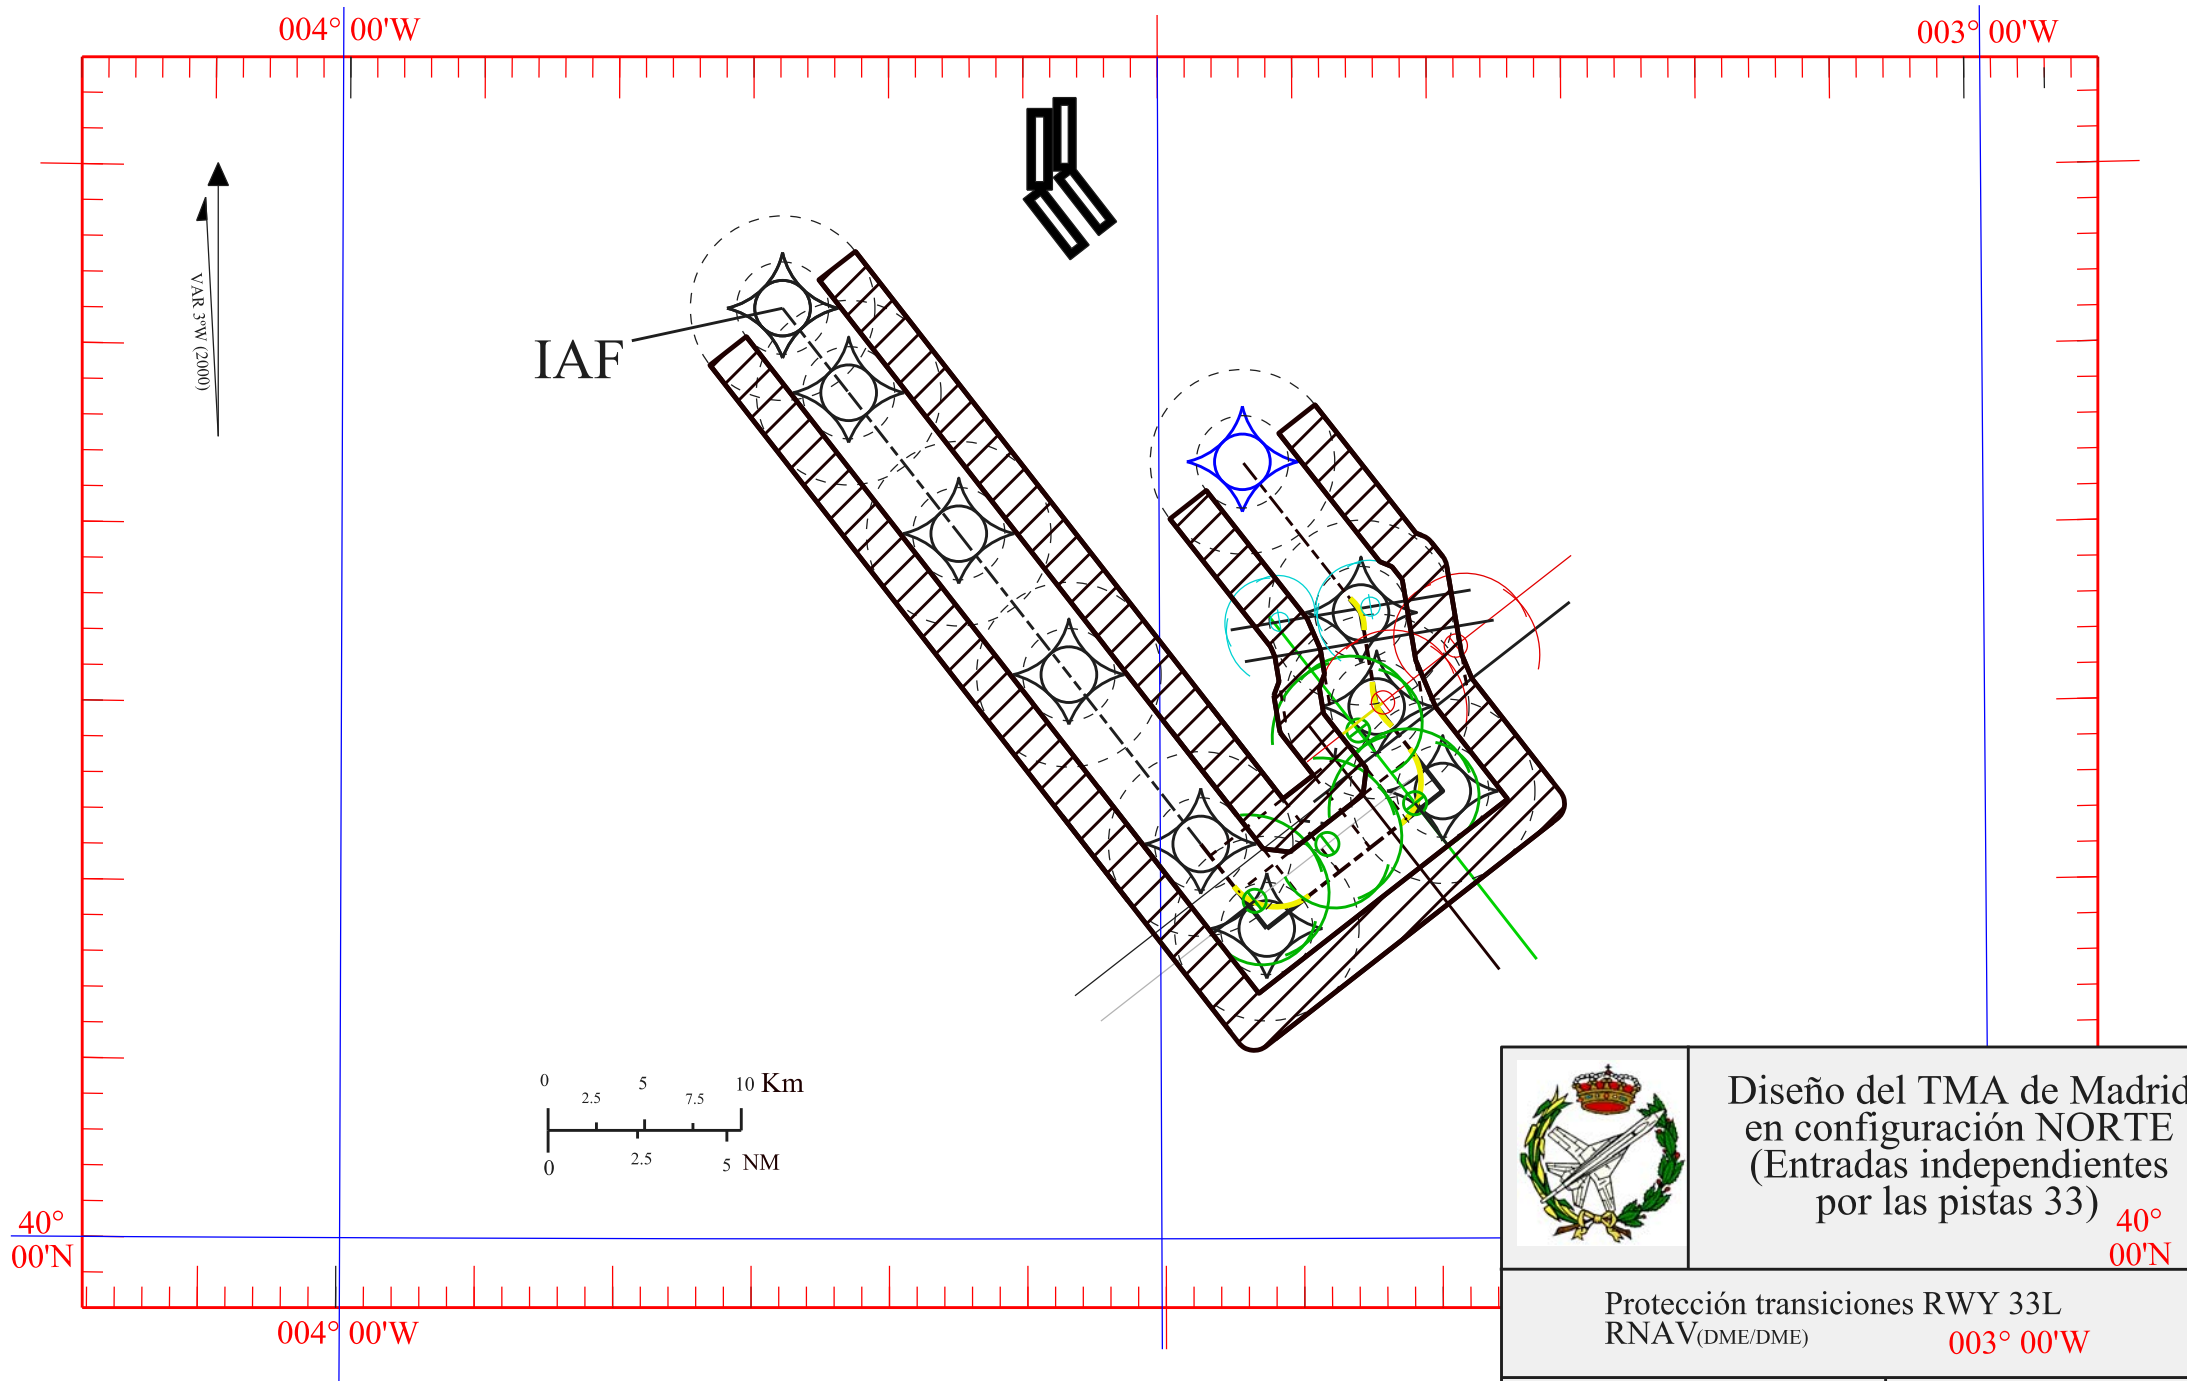 004° 00'W
003° 00'W
VAR 3°W (2000)
IAF
0 5 10 Km
2.5 7.5
0 2.5 5 NM
Diseño del TMA de Madrid
en configuración NORTE
(Entradas independientes
por las pistas 33)
40°
00'N
40°
00'N
Protección transiciones RWY 33L
RNAV(DME/DME)
004° 00'W
003° 00'W